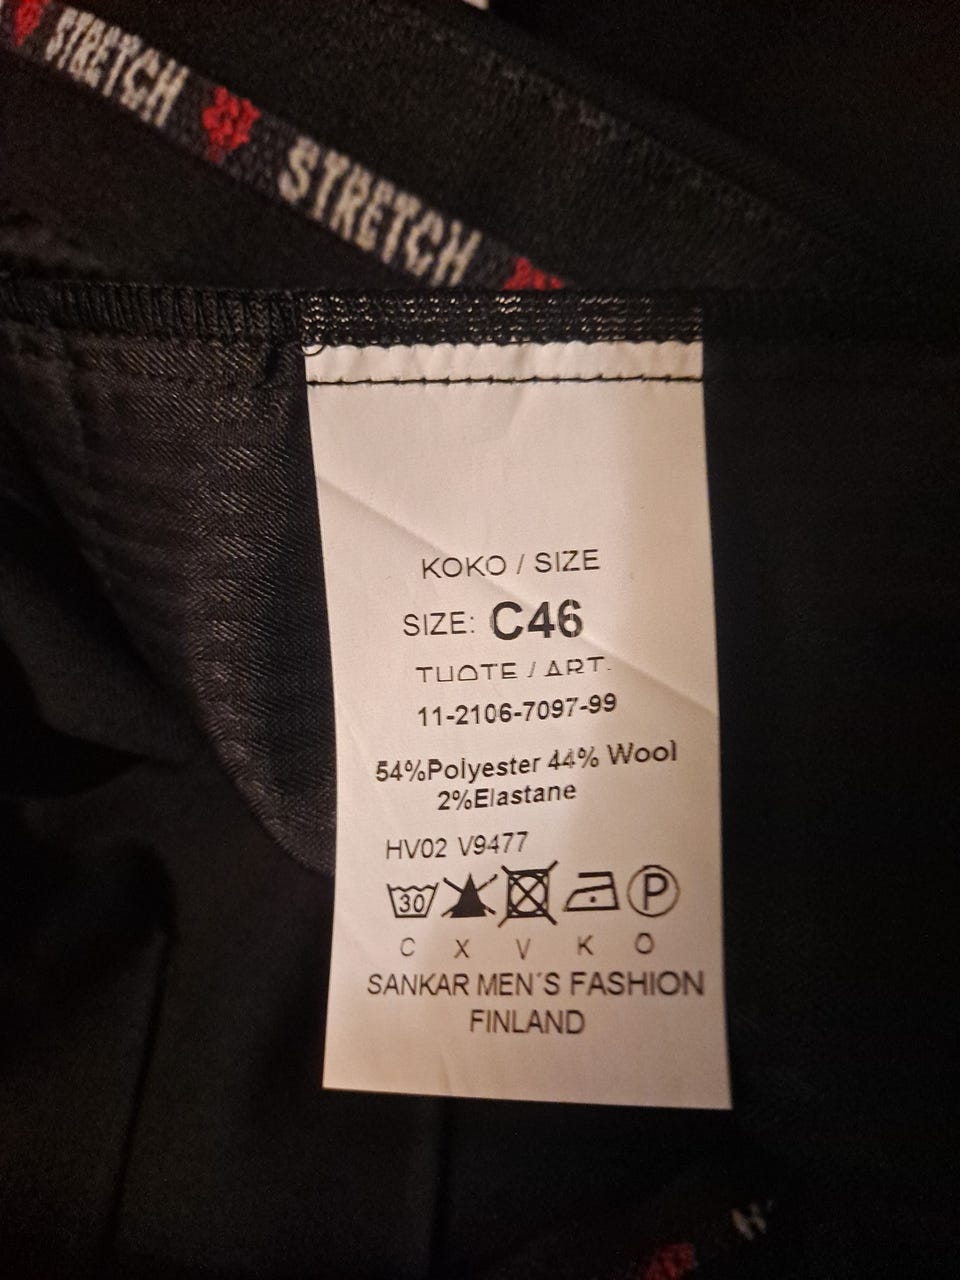 STRETCH STRETCH
KOKO / SIZE
SIZE: C46
TUOTE / ART.
11-2106-7097-99
54%Polyester 44% Wool
2%Elastane
HV02 V9477
30 P
C X V K O
SANKAR MEN´S FASHION
FINLAND